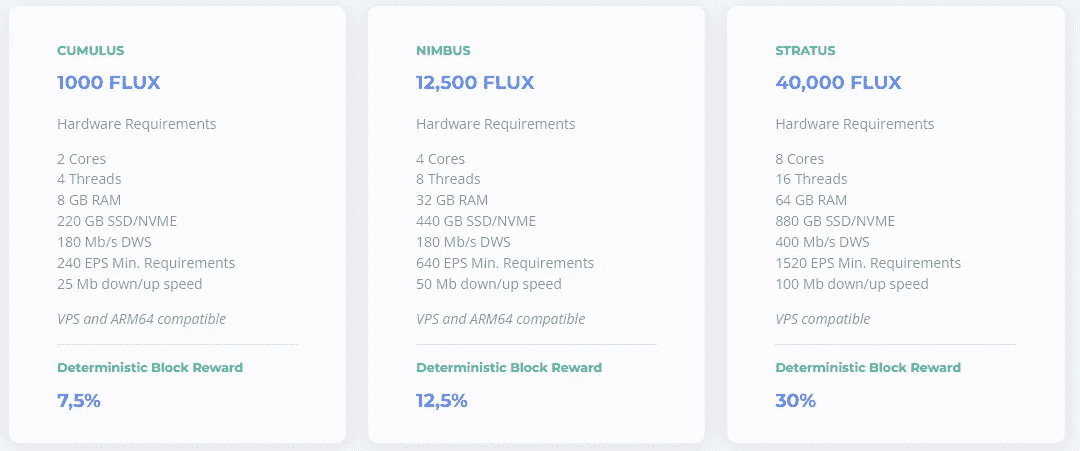 CUMULUS
1000 FLUX
Hardware Requirements
2 Cores
4 Threads
8 GB RAM
220 GB SSD/NVME
180 Mb/s DWS
240 EPS Min. Requirements
25 Mb down/up speed
VPS and ARM64 compatible
Deterministic Block Reward
7,5%
NIMBUS
12,500 FLUX
Hardware Requirements
4 Cores
8 Threads
32 GB RAM
440 GB SSD/NVME
180 Mb/s DWS
640 EPS Min. Requirements
50 Mb down/up speed
VPS and ARM64 compatible
Deterministic Block Reward
12,5%
STRATUS
40,000 FLUX
Hardware Requirements
8 Cores
16 Threads
64 GB RAM
880 GB SSD/NVME
400 Mb/s DWS
1520 EPS Min. Requirements
100 Mb down/up speed
VPS compatible
Deterministic Block Reward
30%